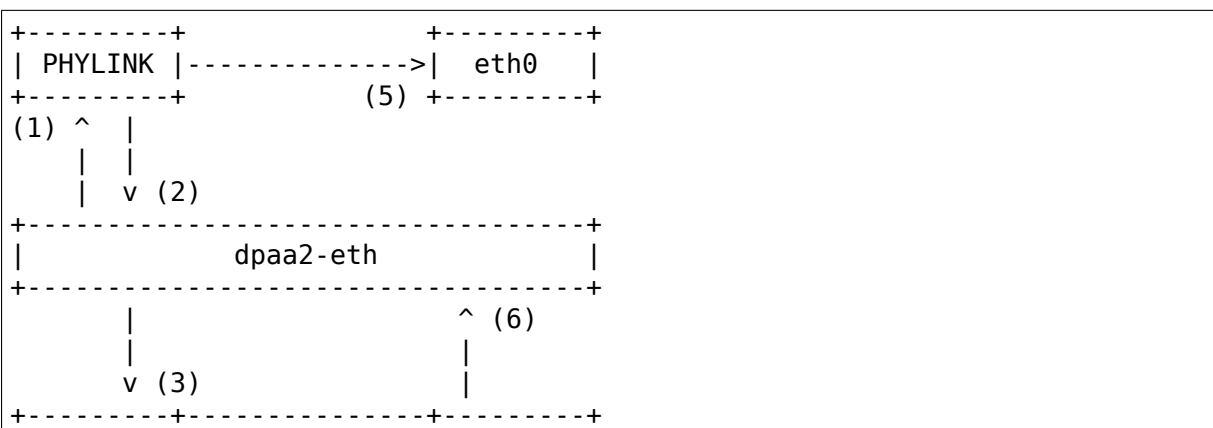 +---------+               +---------+
| PHYLINK |-------------->|  eth0   |
+---------+           (5) +---------+
(1) ^  |
    |  |
    |  v (2)
+-----------------------------------+
|             dpaa2-eth             |
+-----------------------------------+
       |                    ^ (6)
       |                    |
       v (3)                |
+---------+---------------+---------+